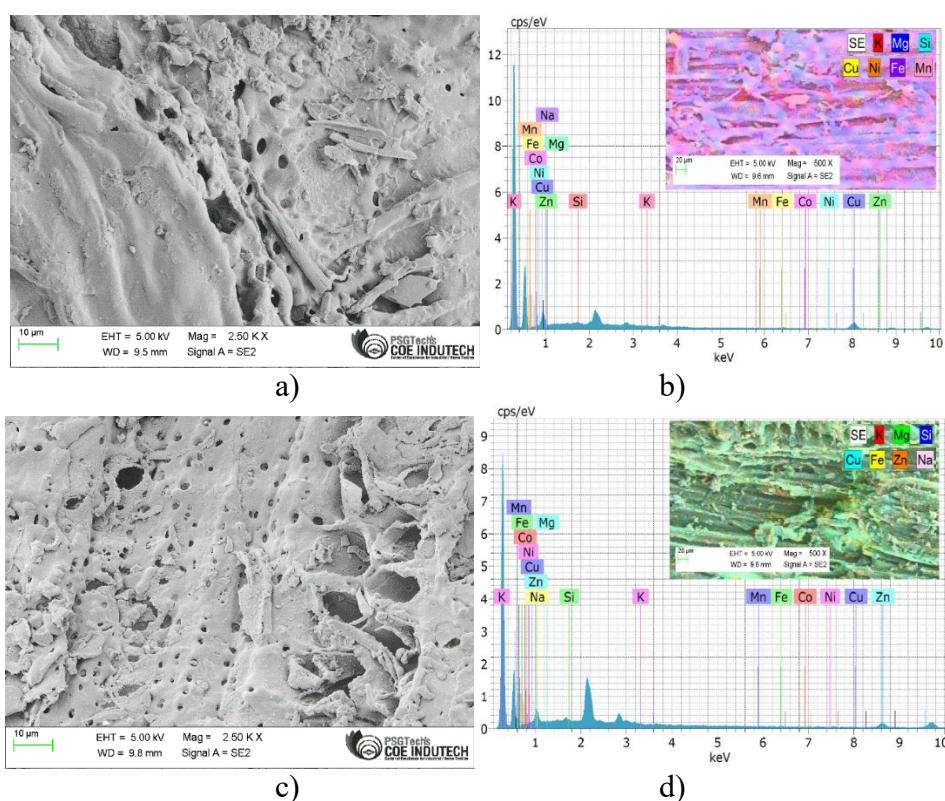 cps/eV
12
10
8
6
4
2
0
SE K Mg Si
Cu Ni Fe Mn
20 µm
EHT = 5.00 kV Mag = 500 X
WD = 9.6 mm Signal A = SE2
Na
Mn
Fe Mg
Co
Ni
Cu
K Zn Si K Mn Fe Co Ni Cu Zn
1 2 3 4 5 6 7 8 9 10
keV
10 µm
EHT = 5.00 kV Mag = 2.50 K X
WD = 9.5 mm Signal A = SE2
PSGTech's
COE INDUTECH
a) b)
cps/eV
9
8
7
6
5
4
3
2
1
0
SE K Mg Si
Cu Fe Zn Na
20 µm
EHT = 5.00 kV Mag = 500 X
WD = 9.8 mm Signal A = SE2
Mn
Fe Mg
Co
Ni
Cu
Zn
K Na Si K Mn Fe Co Ni Cu Zn
1 2 3 4 5 6 7 8 9 10
keV
10 µm
EHT = 5.00 kV Mag = 2.50 K X
WD = 9.8 mm Signal A = SE2
PSGTech's
COE INDUTECH
c) d)